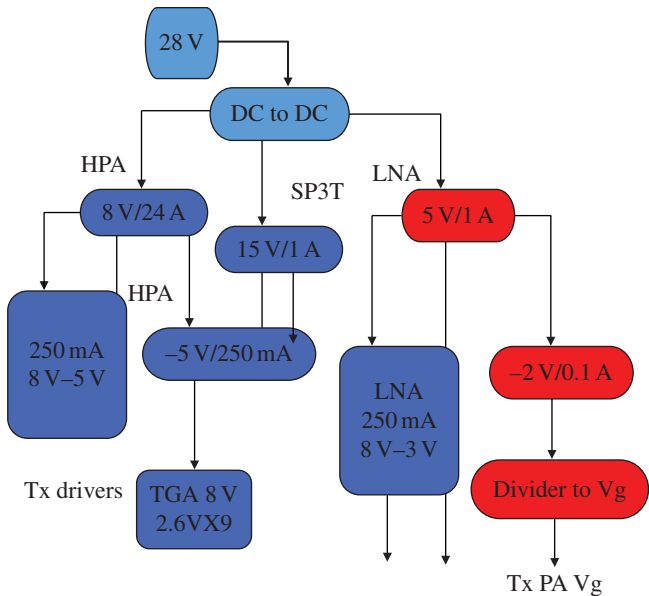 28 V
DC to DC
HPA
SP3T
LNA
8 V/24 A
5 V/1 A
15 V/1 A
HPA
250 mA
8 V–5 V
–5 V/250 mA
LNA
250 mA
8 V–3 V
–2 V/0.1 A
Tx drivers
TGA 8 V
2.6VX9
Divider to Vg
Tx PA Vg